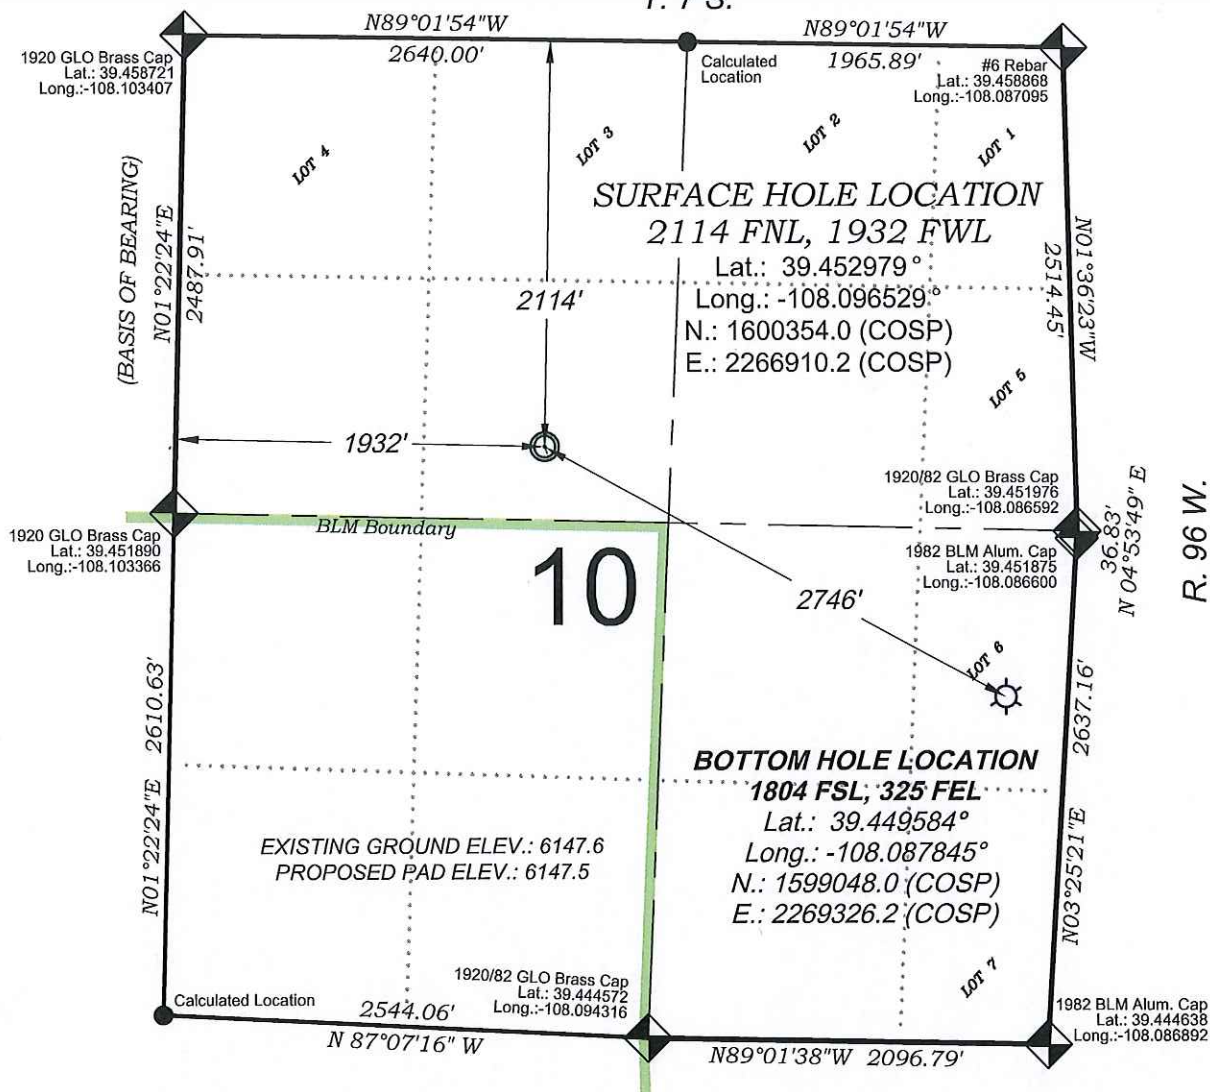 T. 7 S.
N89°01'54"W
2640.00'
N89°01'54"W
1965.89'
1920 GLO Brass Cap
Lat.: 39.458721
Long.:-108.103407
Calculated
Location
#6 Rebar
Lat.: 39.458868
Long.:-108.087095
LOT 4
LOT 3
LOT 2
LOT 1
SURFACE HOLE LOCATION
2114 FNL, 1932 FWL
Lat.: 39.452979°
Long.: -108.096529°
N.: 1600354.0 (COSP)
E.: 2266910.2 (COSP)
(BASIS OF BEARING)
N01°22'24"E
2487.91'
2114'
N01°36'23"W
2514.45'
LOT 5
1932'
1920/82 GLO Brass Cap
Lat.: 39.451976
Long.:-108.086592
1920 GLO Brass Cap
Lat.: 39.451890
Long.:-108.103366
BLM Boundary
10
1982 BLM Alum. Cap
Lat.: 39.451875
Long.:-108.086600
36.83'
N 04°53'49" E
R. 96 W.
2746'
LOT 6
2610.63'
N01°22'24"E
2637.16'
N03°25'21"E
BOTTOM HOLE LOCATION
1804 FSL, 325 FEL
Lat.: 39.449584°
Long.: -108.087845°
N.: 1599048.0 (COSP)
E.: 2269326.2 (COSP)
EXISTING GROUND ELEV.: 6147.6
PROPOSED PAD ELEV.: 6147.5
LOT 7
1920/82 GLO Brass Cap
Lat.: 39.444572
Long.:-108.094316
Calculated Location
2544.06'
N 87°07'16" W
N89°01'38"W 2096.79'
1982 BLM Alum. Cap
Lat.: 39.444638
Long.:-108.086892